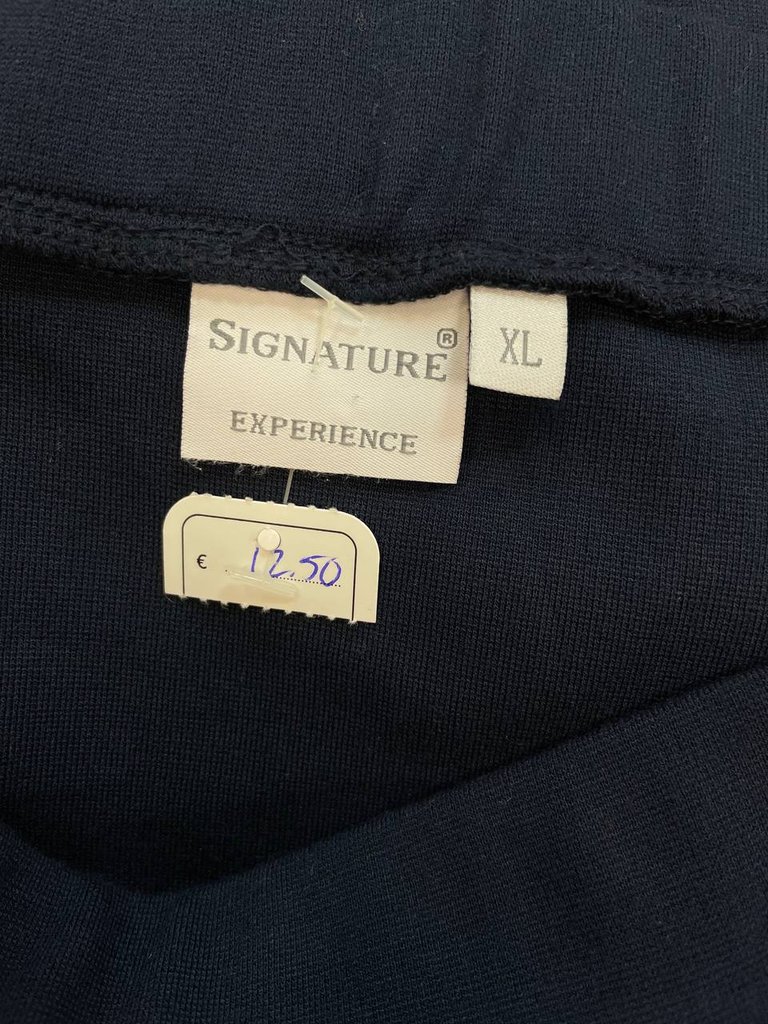 SIGNATURE®
EXPERIENCE
XL
€ 12.50